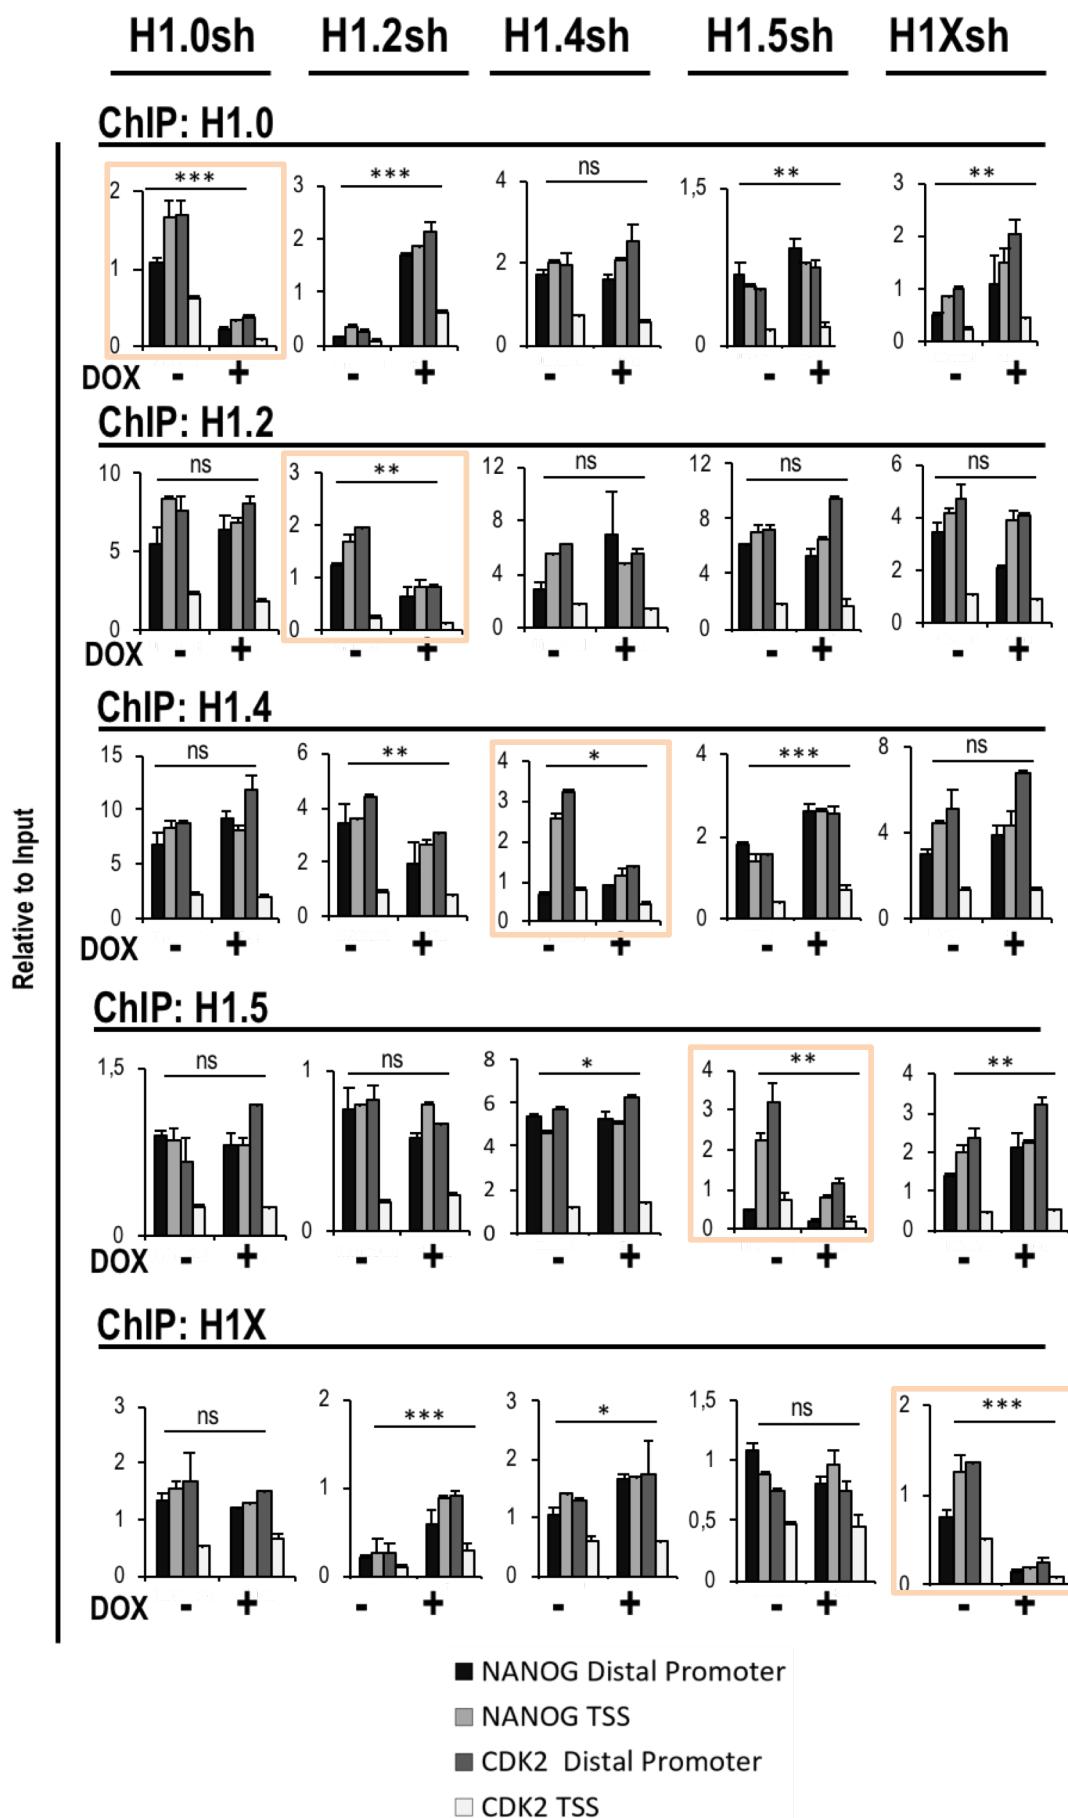 H1.0sh H1.2sh H1.4sh H1.5sh H1Xsh
Relative to Input
ChIP: H1.0
*** *** ns ** **
2 3 4 1,5 3
2 2
1 1 2 1
0 0 0 0 0
DOX - + - + - + - + - +
ChIP: H1.2
ns ** ns ns ns
10 3 12 12 6
2 8 8 4
5 1 4 4 2
0 0 0 0 0
DOX - + - + - + - + - +
ChIP: H1.4
ns ** * *** ns
15 6 4 4 8
10 4 3
2 2 4
5 2 1
0 0 0 0 0
DOX - + - + - + - + - +
ChIP: H1.5
ns ns * ** **
1,5 1 8 4 4
6 3 3
4 2 2
2 1 1
0 0 0 0 0
DOX - + - + - + - + - +
ChIP: H1X
ns *** * ns ***
3 2 3 1,5 2
2 2 1
1 1 1 0,5 1
0 0 0 0 0
DOX - + - + - + - + - +
NANOG Distal Promoter
NANOG TSS
CDK2 Distal Promoter
CDK2 TSS